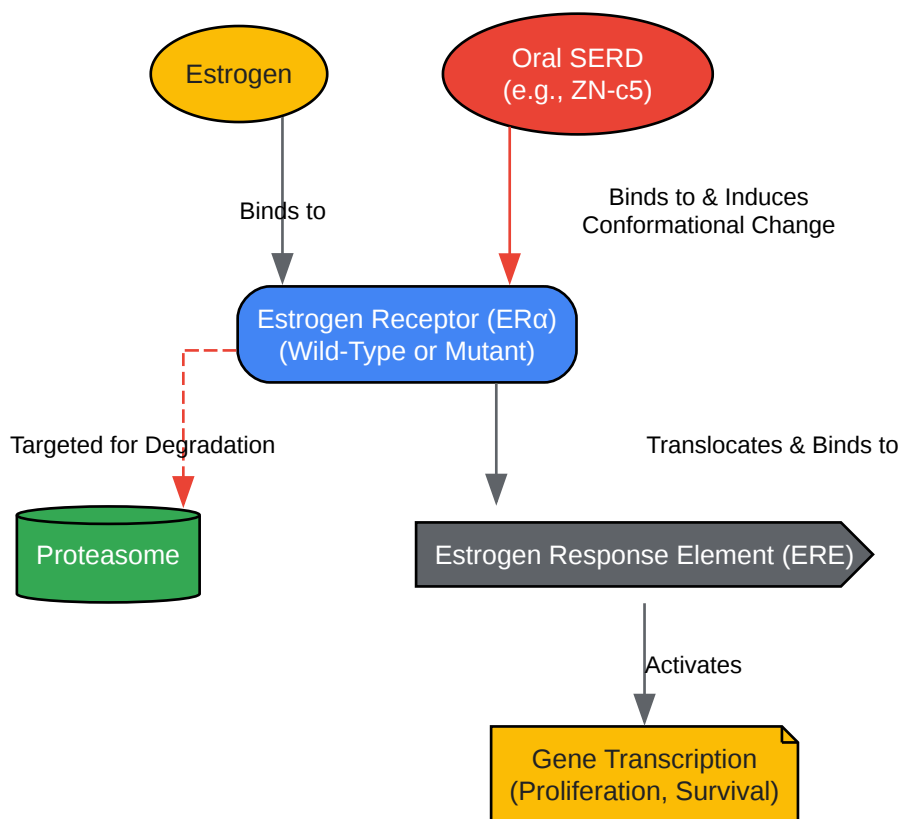 Estrogen
Oral SERD
(e.g., ZN-c5)
Binds to
Binds to & Induces
Conformational Change
Estrogen Receptor (ERα)
(Wild-Type or Mutant)
Targeted for Degradation
Translocates & Binds to
Proteasome
Estrogen Response Element (ERE)
Activates
Gene Transcription
(Proliferation, Survival)